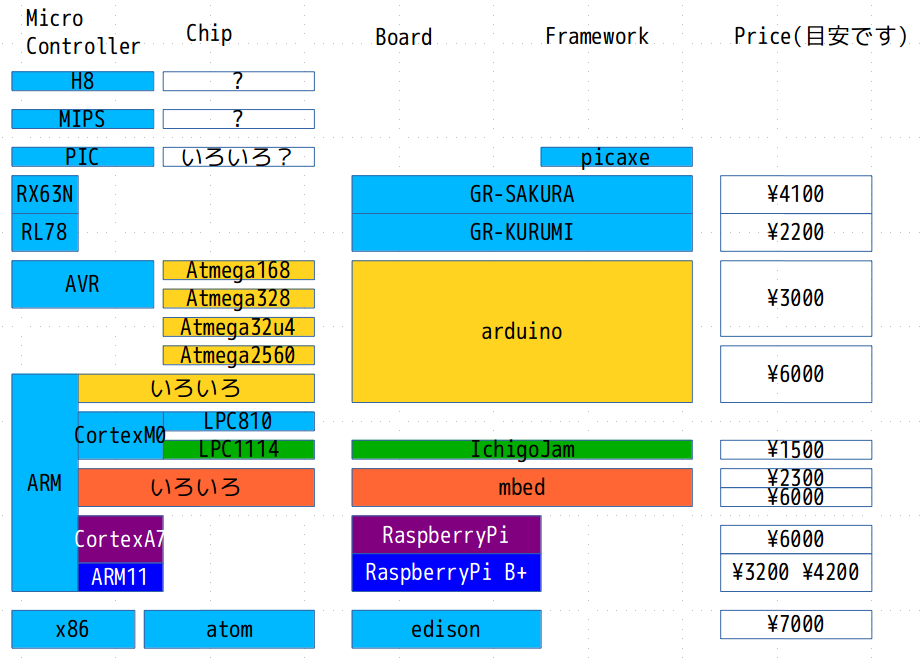 Micro
Controller
Chip
Board
Framework
Price(目安です)
H8
?
MIPS
?
PIC
いろいろ？
picaxe
RX63N
GR-SAKURA
¥4100
RL78
GR-KURUMI
¥2200
AVR
Atmega168
Atmega328
Atmega32u4
Atmega2560
arduino
¥3000
¥6000
ARM
いろいろ
CortexM0
LPC810
LPC1114
IchigoJam
¥1500
いろいろ
mbed
¥2300
¥6000
CortexA7
RaspberryPi
¥6000
ARM11
RaspberryPi B+
¥3200 ¥4200
x86
atom
edison
¥7000